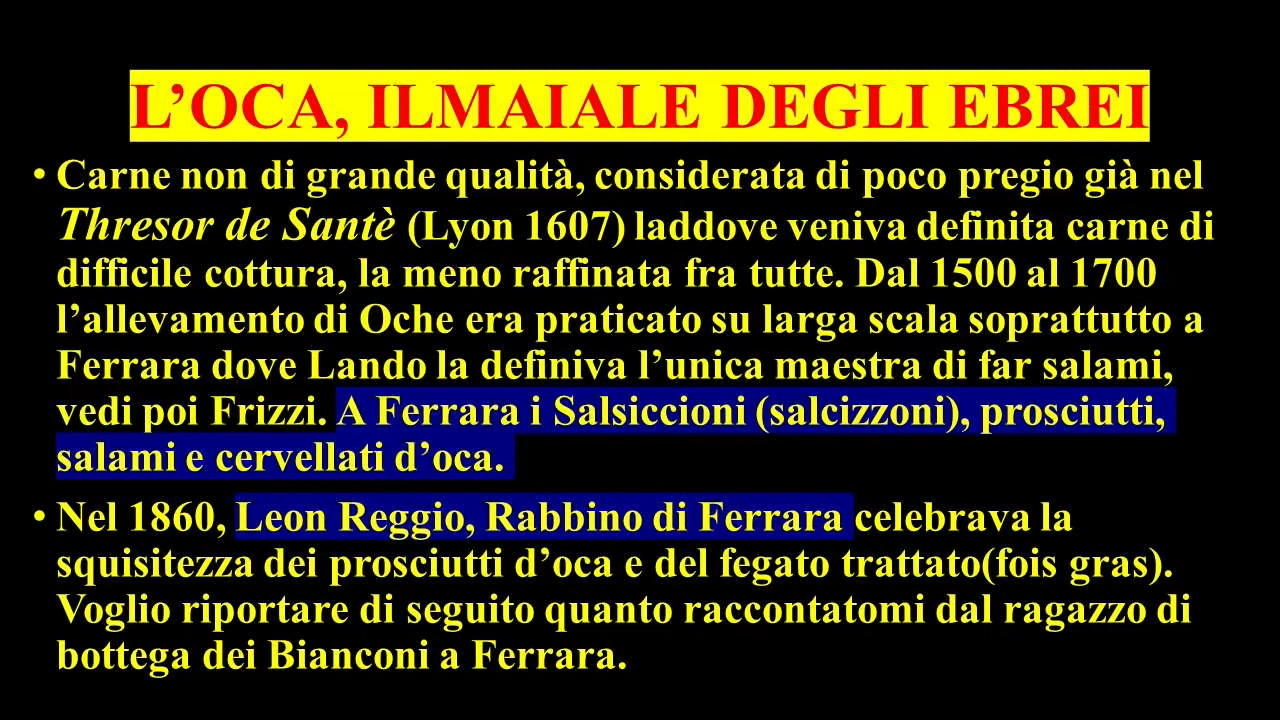 L’OCA, ILMAIALE DEGLI EBREI
• Carne non di grande qualità, considerata di poco pregio già nel
Thresor de Santè (Lyon 1607) laddove veniva definita carne di
difficile cottura, la meno raffinata fra tutte. Dal 1500 al 1700
l’allevamento di Oche era praticato su larga scala soprattutto a
Ferrara dove Lando la definiva l’unica maestra di far salami,
vedi poi Frizzi. A Ferrara i Salsiccioni (salcizzoni), prosciutti,
salami e cervellati d’oca.
• Nel 1860, Leon Reggio, Rabbino di Ferrara celebrava la
squisitezza dei prosciutti d’oca e del fegato trattato(fois gras).
Voglio riportare di seguito quanto raccontatomi dal ragazzo di
bottega dei Bianconi a Ferrara.